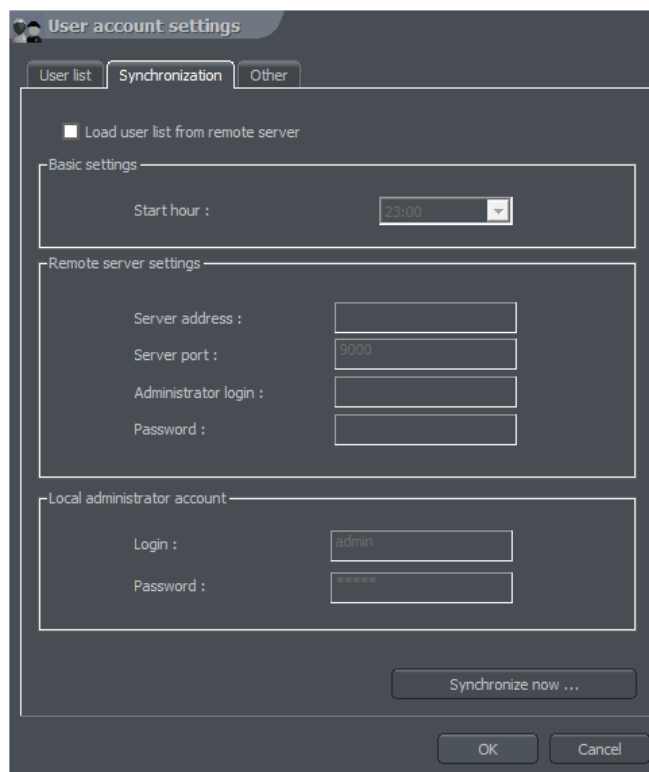 User account settings
User list Synchronization Other
Load user list from remote server
Basic settings
Start hour : 23:00
Remote server settings
Server address :
Server port : 9000
Administrator login :
Password :
Local administrator account
Login : admin
Password : *****
Synchronize now ...
OK Cancel